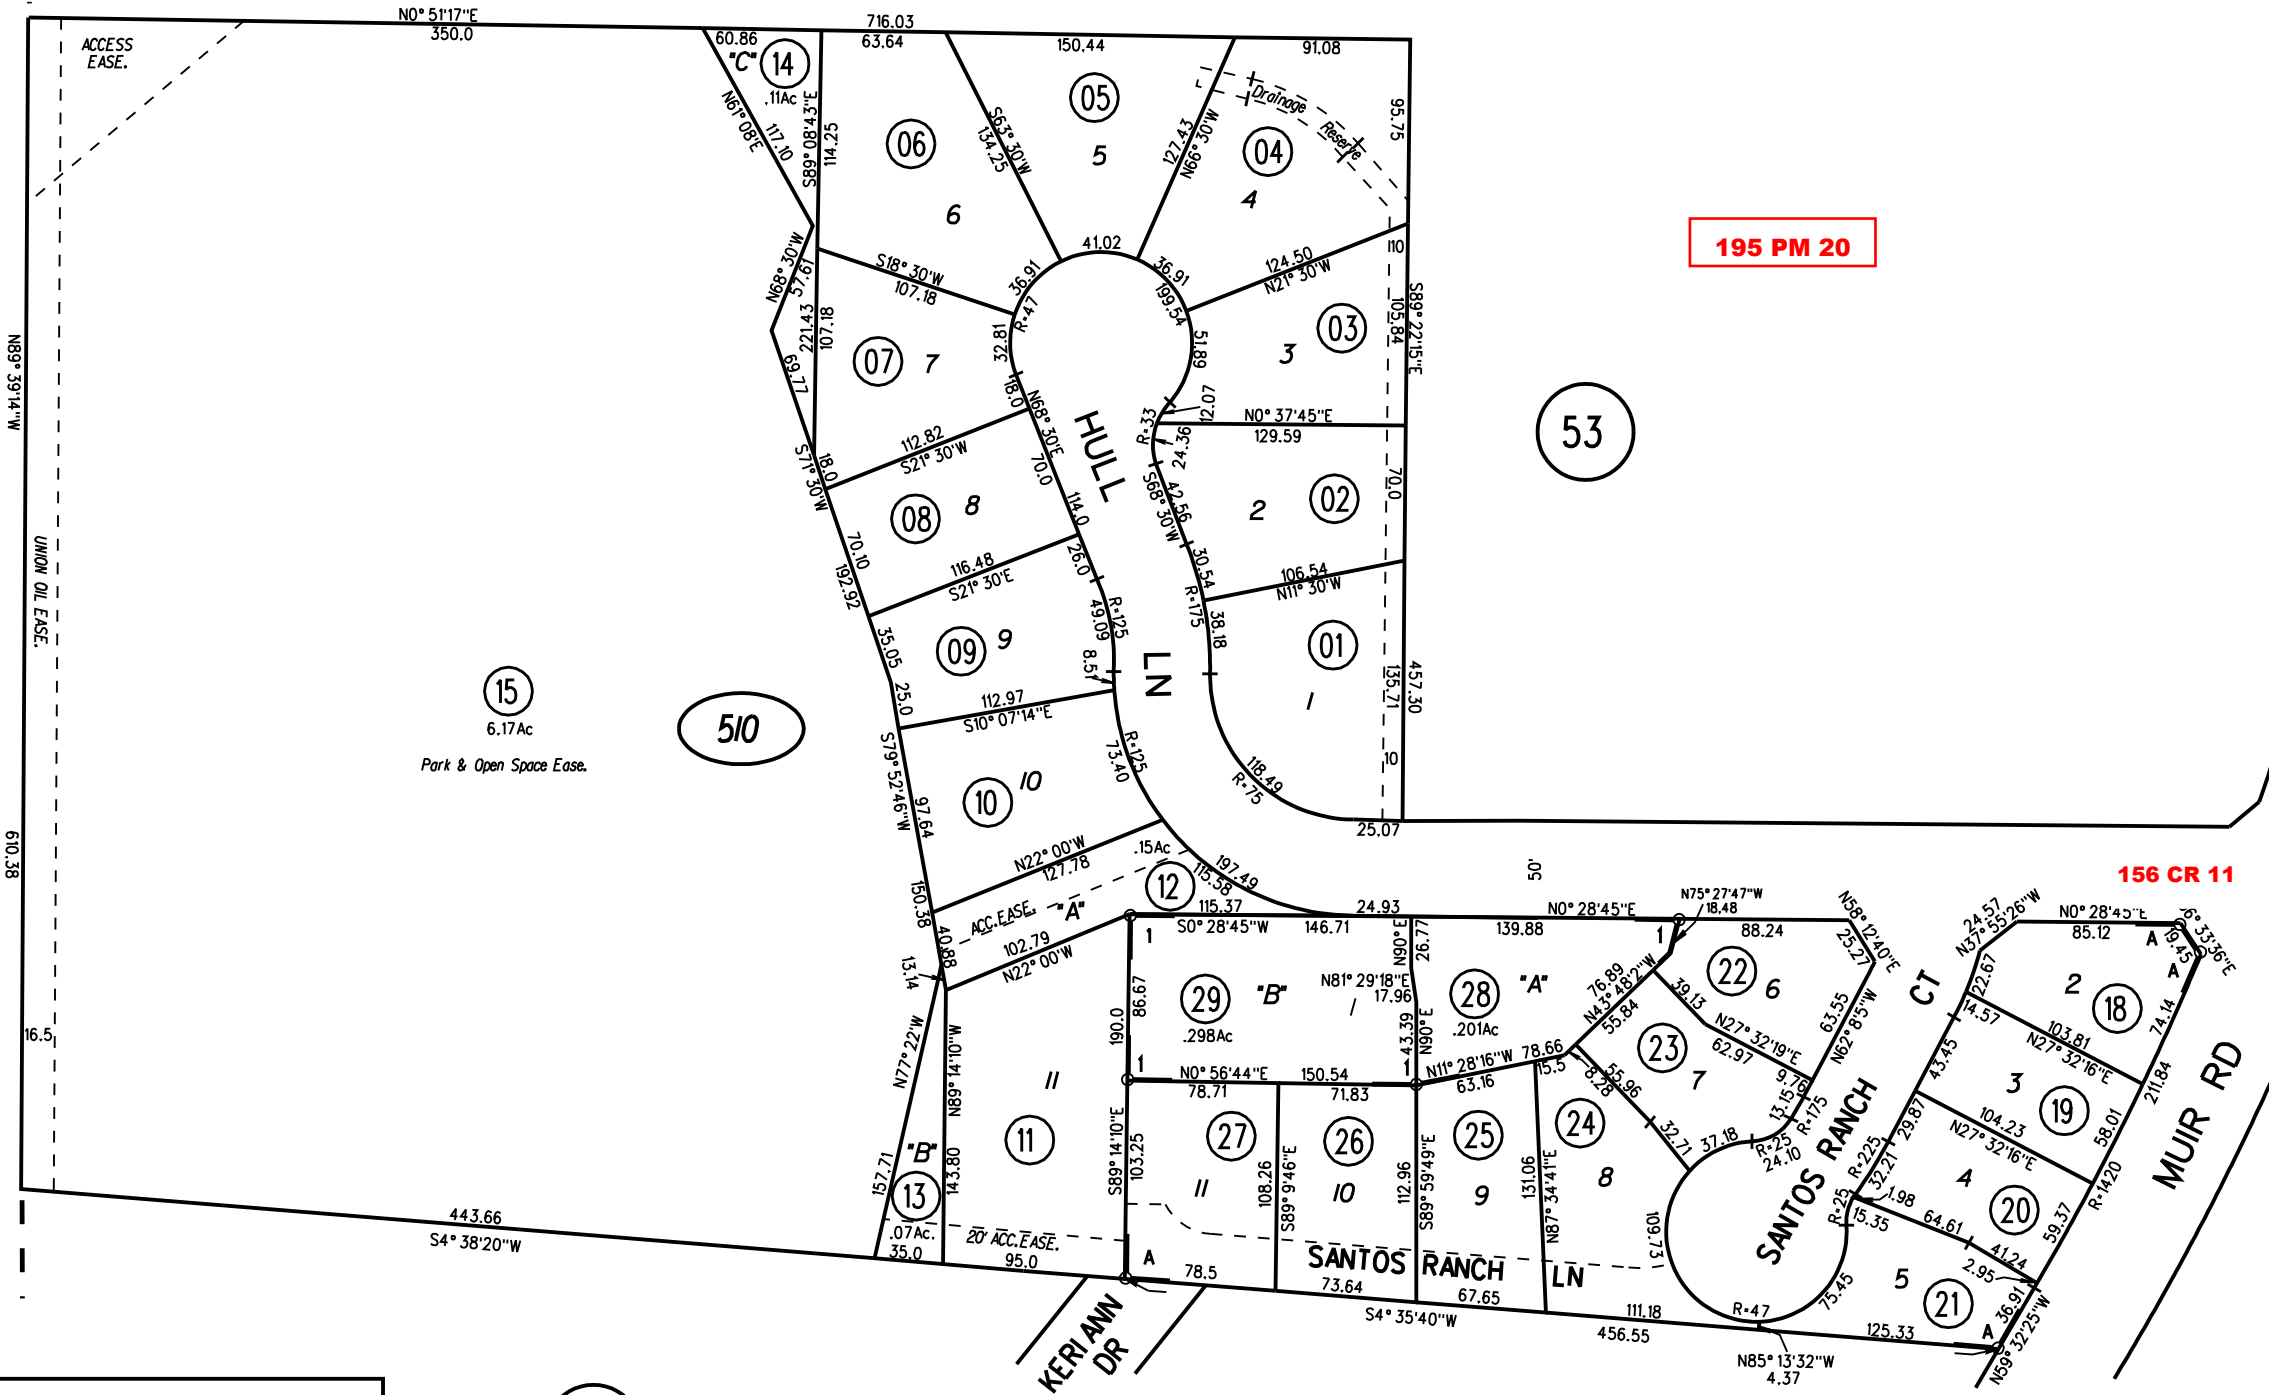 N0° 51'17"E
350.0
716.03
60.86
63.64
150.44
91.08
ACCESS
EASE.
"C"
14
.11Ac
N61° 08'E
117.10
S89° 08'43"E
114.25
06
6
S63° 30'W
134.25
05
5
127.43
N66° 30'W
Drainage
Reserve
04
4
95.75
195 PM 20
N68° 30'W
57.61
S18° 30'W
107.18
36.91
R=47
41.02
36.91
199.54
124.50
N21° 30'W
110
S89° 22'15"E
105.84
N89° 39'14"W
69.77
221.43
107.18
07
7
32.81
18.0
51.89
3
03
12.07
R=33
24.36
N0° 37'45"E
129.59
53
112.82
S21° 30'W
N68° 30'E
70.0
HULL
LN
S71° 30'W
18.0
08
8
114.0
S68° 30'W
42.56
2
02
70.0
UNION OIL EASE.
70.10
192.92
116.48
S21° 30'E
26.0
30.54
R=175
106.54
N11° 30'W
35.05
09
9
49.09
R=125
8.51
38.18
01
1
457.30
135.71
15
6.17Ac
Park & Open Space Ease.
510
25.0
112.97
S10° 07'14"E
S79° 52'46"W
97.64
10
10
73.40
R=125
118.49
R=75
10
25.07
610.38
N22° 00'W
127.78
.15Ac
12
197.49
115.58
50'
156 CR 11
150.38
40.88
ACC.EASE.
"A"
115.37
S0° 28'45"W
24.93
146.71
N0° 28'45"E
139.88
N75° 27'47"W
18.48
88.24
N58° 12'40"E
25.27
24.57
N37° 55'26"W
N0° 28'45"E
85.12
6° 33'36"E
19.45
A
A
13.14
102.79
N22° 00'W
1
N90° E
26.77
1
16.5
N77° 22'W
N89° 14'10"W
190.0
86.67
29
.298Ac
"B"
N81° 29'18"E
17.96
1
28
.201Ac
"A"
76.89
N43° 48'2"W
55.84
39.13
22
6
63.55
N62° 8'5"W
CT
22.67
14.57
2
18
74.14
103.81
N27° 32'16"E
11
11
1
N0° 56'44"E
78.71
150.54
71.83
43.39
N90° E
1
N11° 28'16"W
63.16
78.66
15.5
8.28
55.96
23
7
N27° 32'19"E
62.97
9.76
13.15
R=175
43.45
3
19
211.84
MUIR RD
157.71
"B"
13
.07Ac.
35.0
143.80
S89° 14'10"E
103.25
27
11
108.26
S89° 9'46"E
26
10
112.96
S89° 59'49"E
25
9
131.06
N87° 34'41"E
24
8
32.71
37.18
R=25
24.10
SANTOS RANCH
29.87
R=225
32.21
104.23
N27° 32'16"E
58.01
R=1420
4
20
59.37
R=25
1.98
15.35
64.61
41.24
2.95
443.66
S4° 38'20"W
20' ACC.EASE.
95.0
A
78.5
SANTOS RANCH LN
73.64
67.65
109.73
75.45
R=47
5
21
36.91
N59° 32'25"W
111.18
125.33
A
S4° 35'40"W
456.55
N85° 13'32"W
4.37
KERI ANN
DR